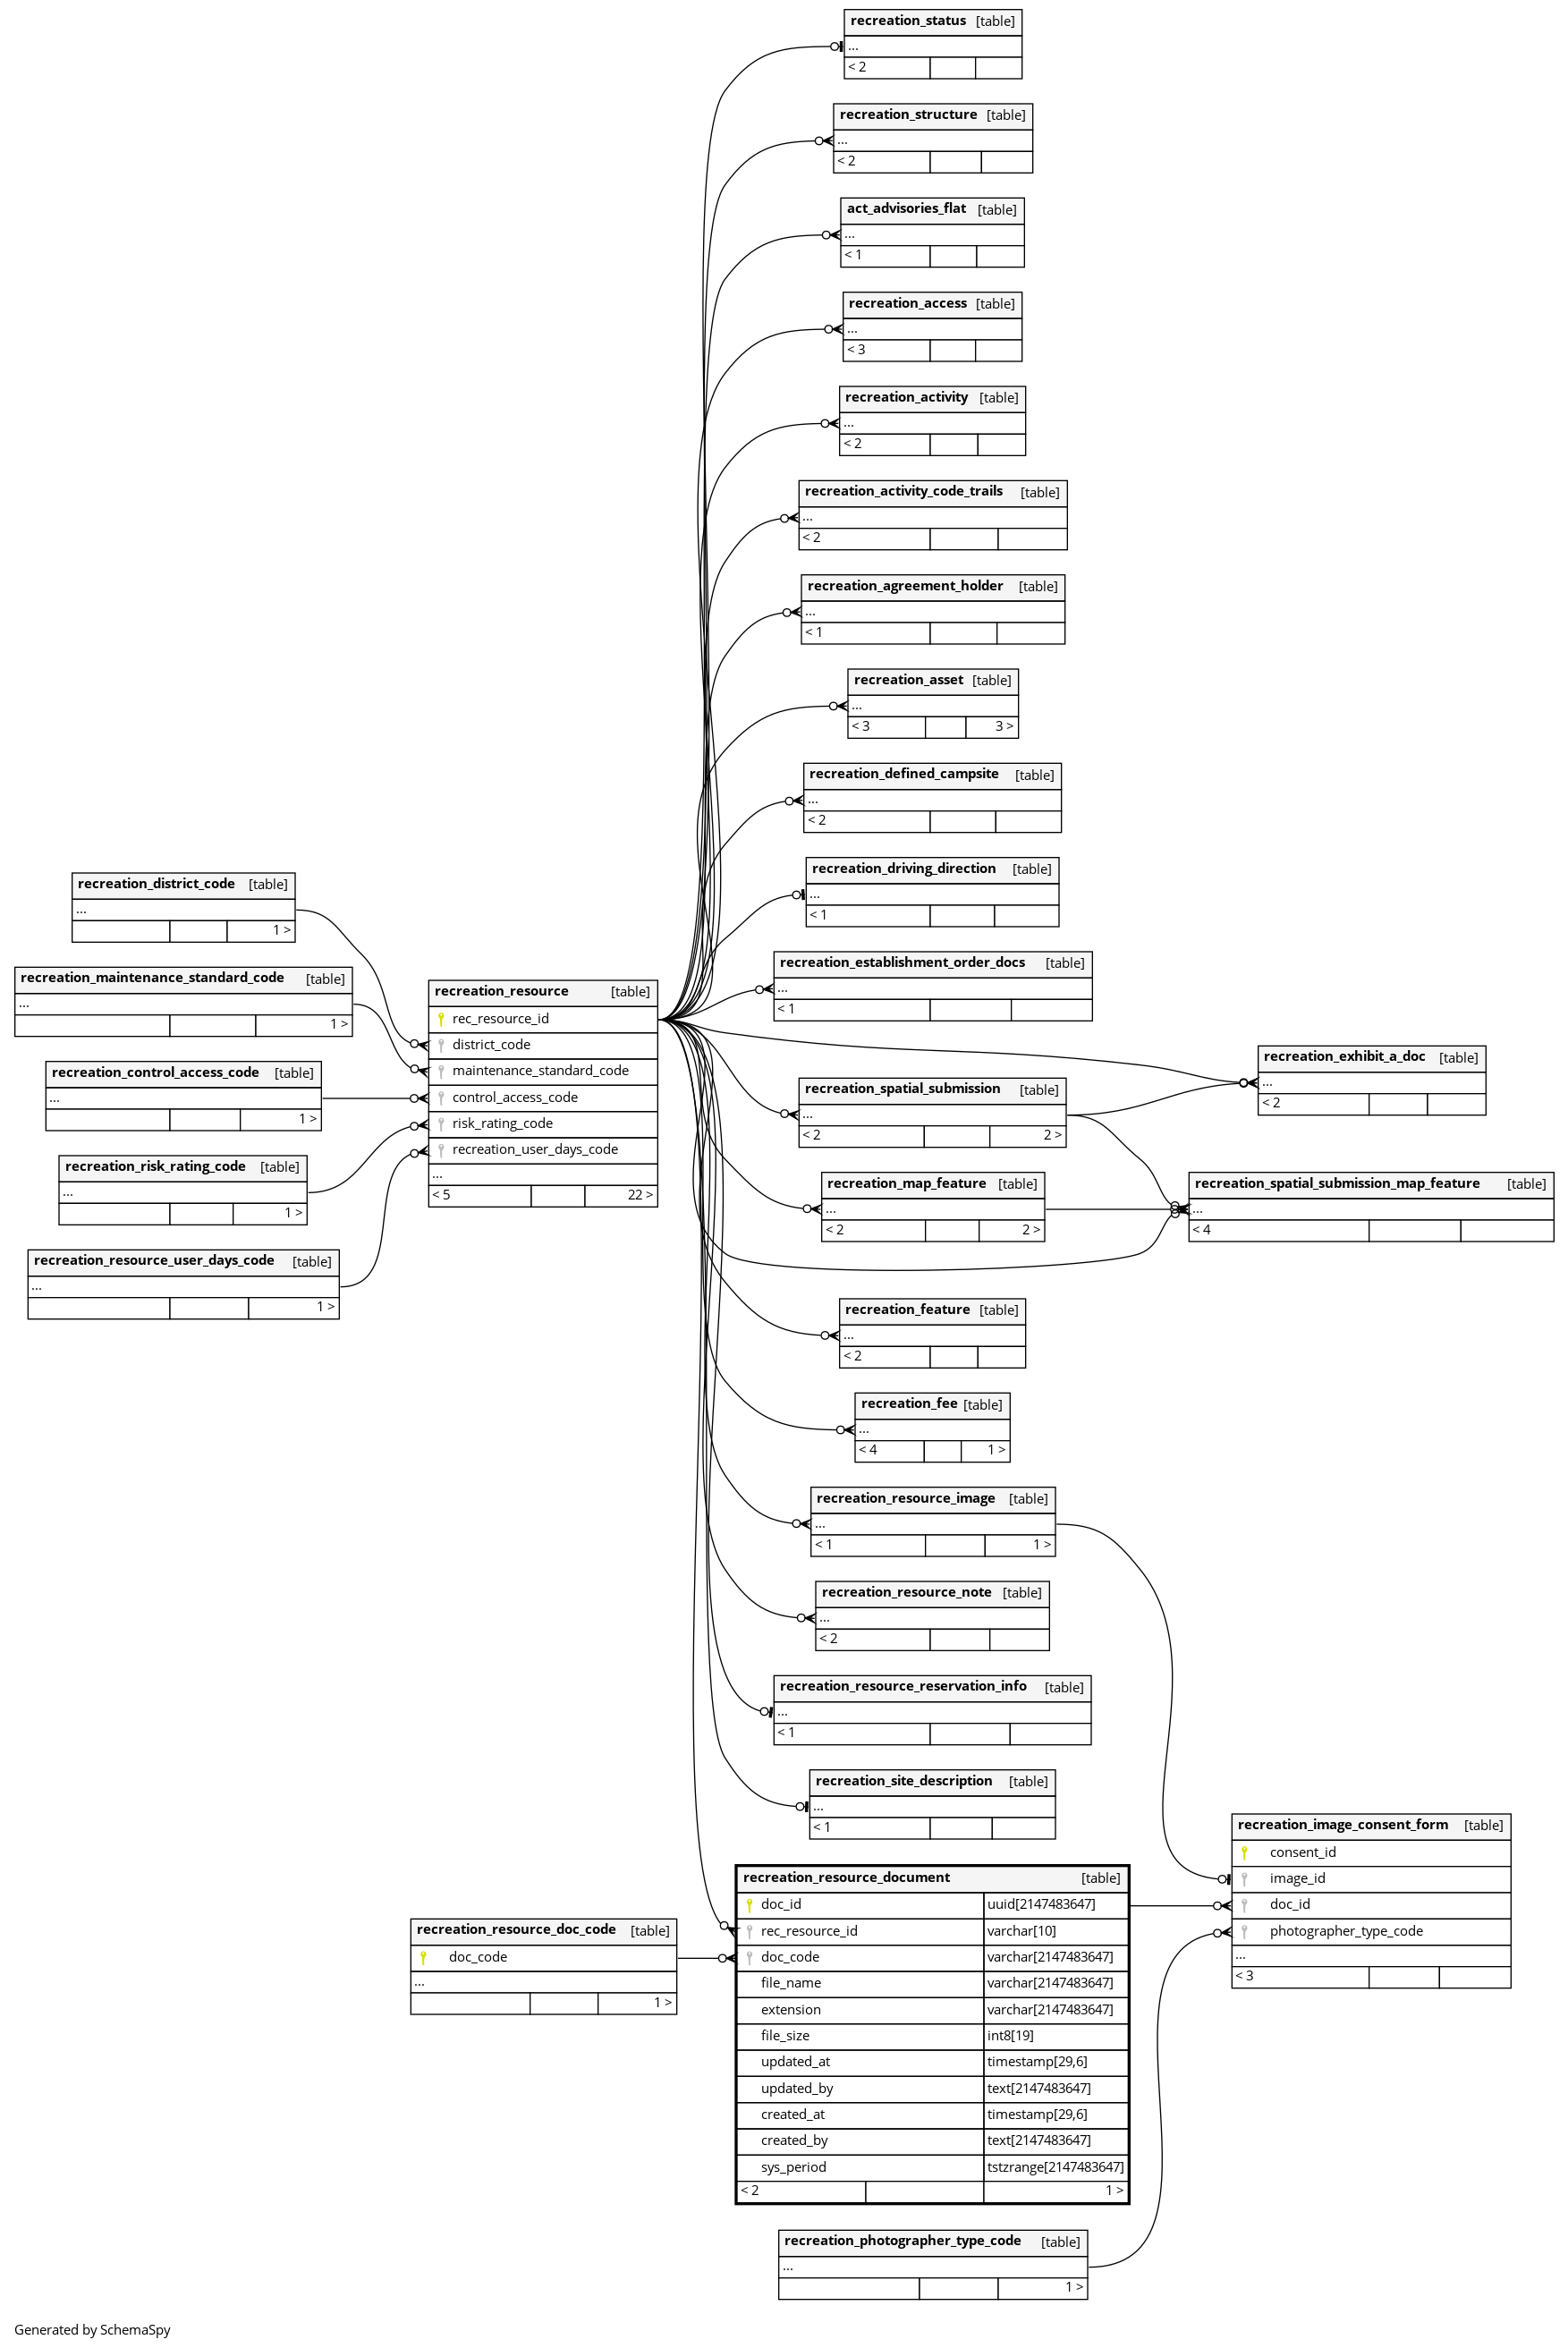 recreation_status [table]
...
< 2
recreation_structure [table]
...
< 2
act_advisories_flat [table]
...
< 1
recreation_access [table]
...
< 3
recreation_activity [table]
...
< 2
recreation_activity_code_trails [table]
...
< 2
recreation_agreement_holder [table]
...
< 1
recreation_asset [table]
...
< 3 3 >
recreation_defined_campsite [table]
...
< 2
recreation_driving_direction [table]
...
< 1
recreation_establishment_order_docs [table]
...
< 1
recreation_district_code [table]
...
1 >
recreation_maintenance_standard_code [table]
...
1 >
recreation_control_access_code [table]
...
1 >
recreation_risk_rating_code [table]
...
1 >
recreation_resource_user_days_code [table]
...
1 >
recreation_resource [table]
rec_resource_id
district_code
maintenance_standard_code
control_access_code
risk_rating_code
recreation_user_days_code
...
< 5 22 >
recreation_exhibit_a_doc [table]
...
< 2
recreation_spatial_submission [table]
...
< 2 2 >
recreation_map_feature [table]
...
< 2 2 >
recreation_spatial_submission_map_feature [table]
...
< 4
recreation_feature [table]
...
< 2
recreation_fee [table]
...
< 4 1 >
recreation_resource_image [table]
...
< 1 1 >
recreation_resource_note [table]
...
< 2
recreation_resource_reservation_info [table]
...
< 1
recreation_site_description [table]
...
< 1
recreation_image_consent_form [table]
consent_id
image_id
doc_id
photographer_type_code
...
< 3
recreation_resource_doc_code [table]
doc_code
...
1 >
recreation_resource_document [table]
doc_id uuid[2147483647]
rec_resource_id varchar[10]
doc_code varchar[2147483647]
file_name varchar[2147483647]
extension varchar[2147483647]
file_size int8[19]
updated_at timestamp[29,6]
updated_by text[2147483647]
created_at timestamp[29,6]
created_by text[2147483647]
sys_period tstzrange[2147483647]
< 2 1 >
recreation_photographer_type_code [table]
...
1 >
Generated by SchemaSpy